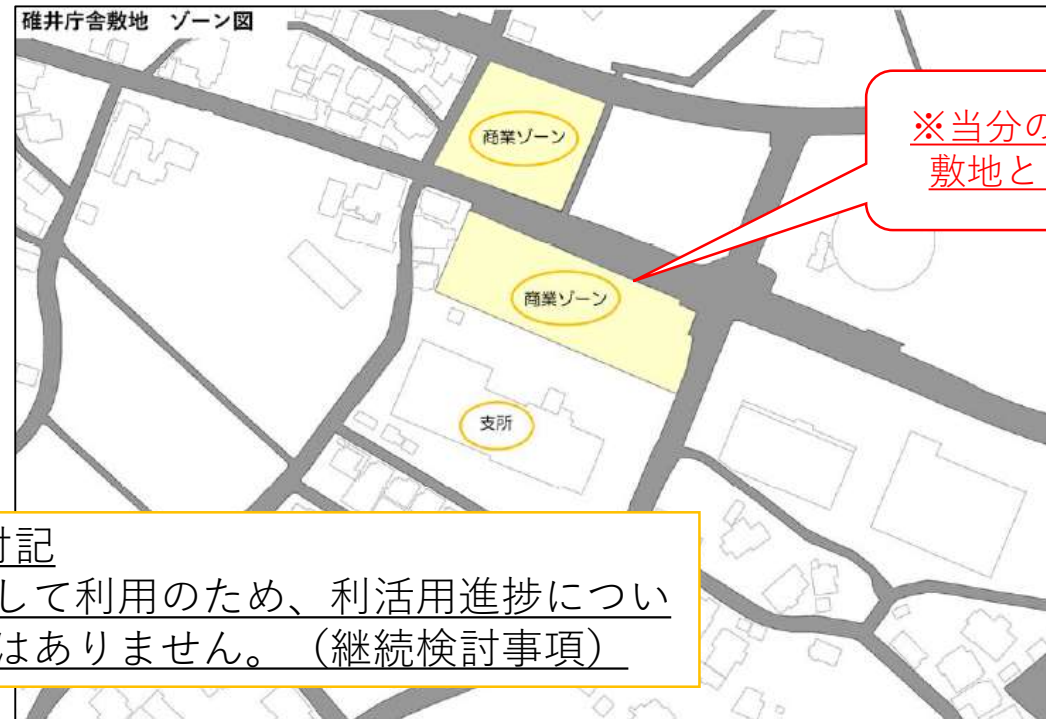 碓井庁舎敷地 ゾーン図
商業ゾーン
※当分の
敷地と
商業ゾーン
支所
付記
して利用のため、利活用進捗につい
はありません。（継続検討事項）